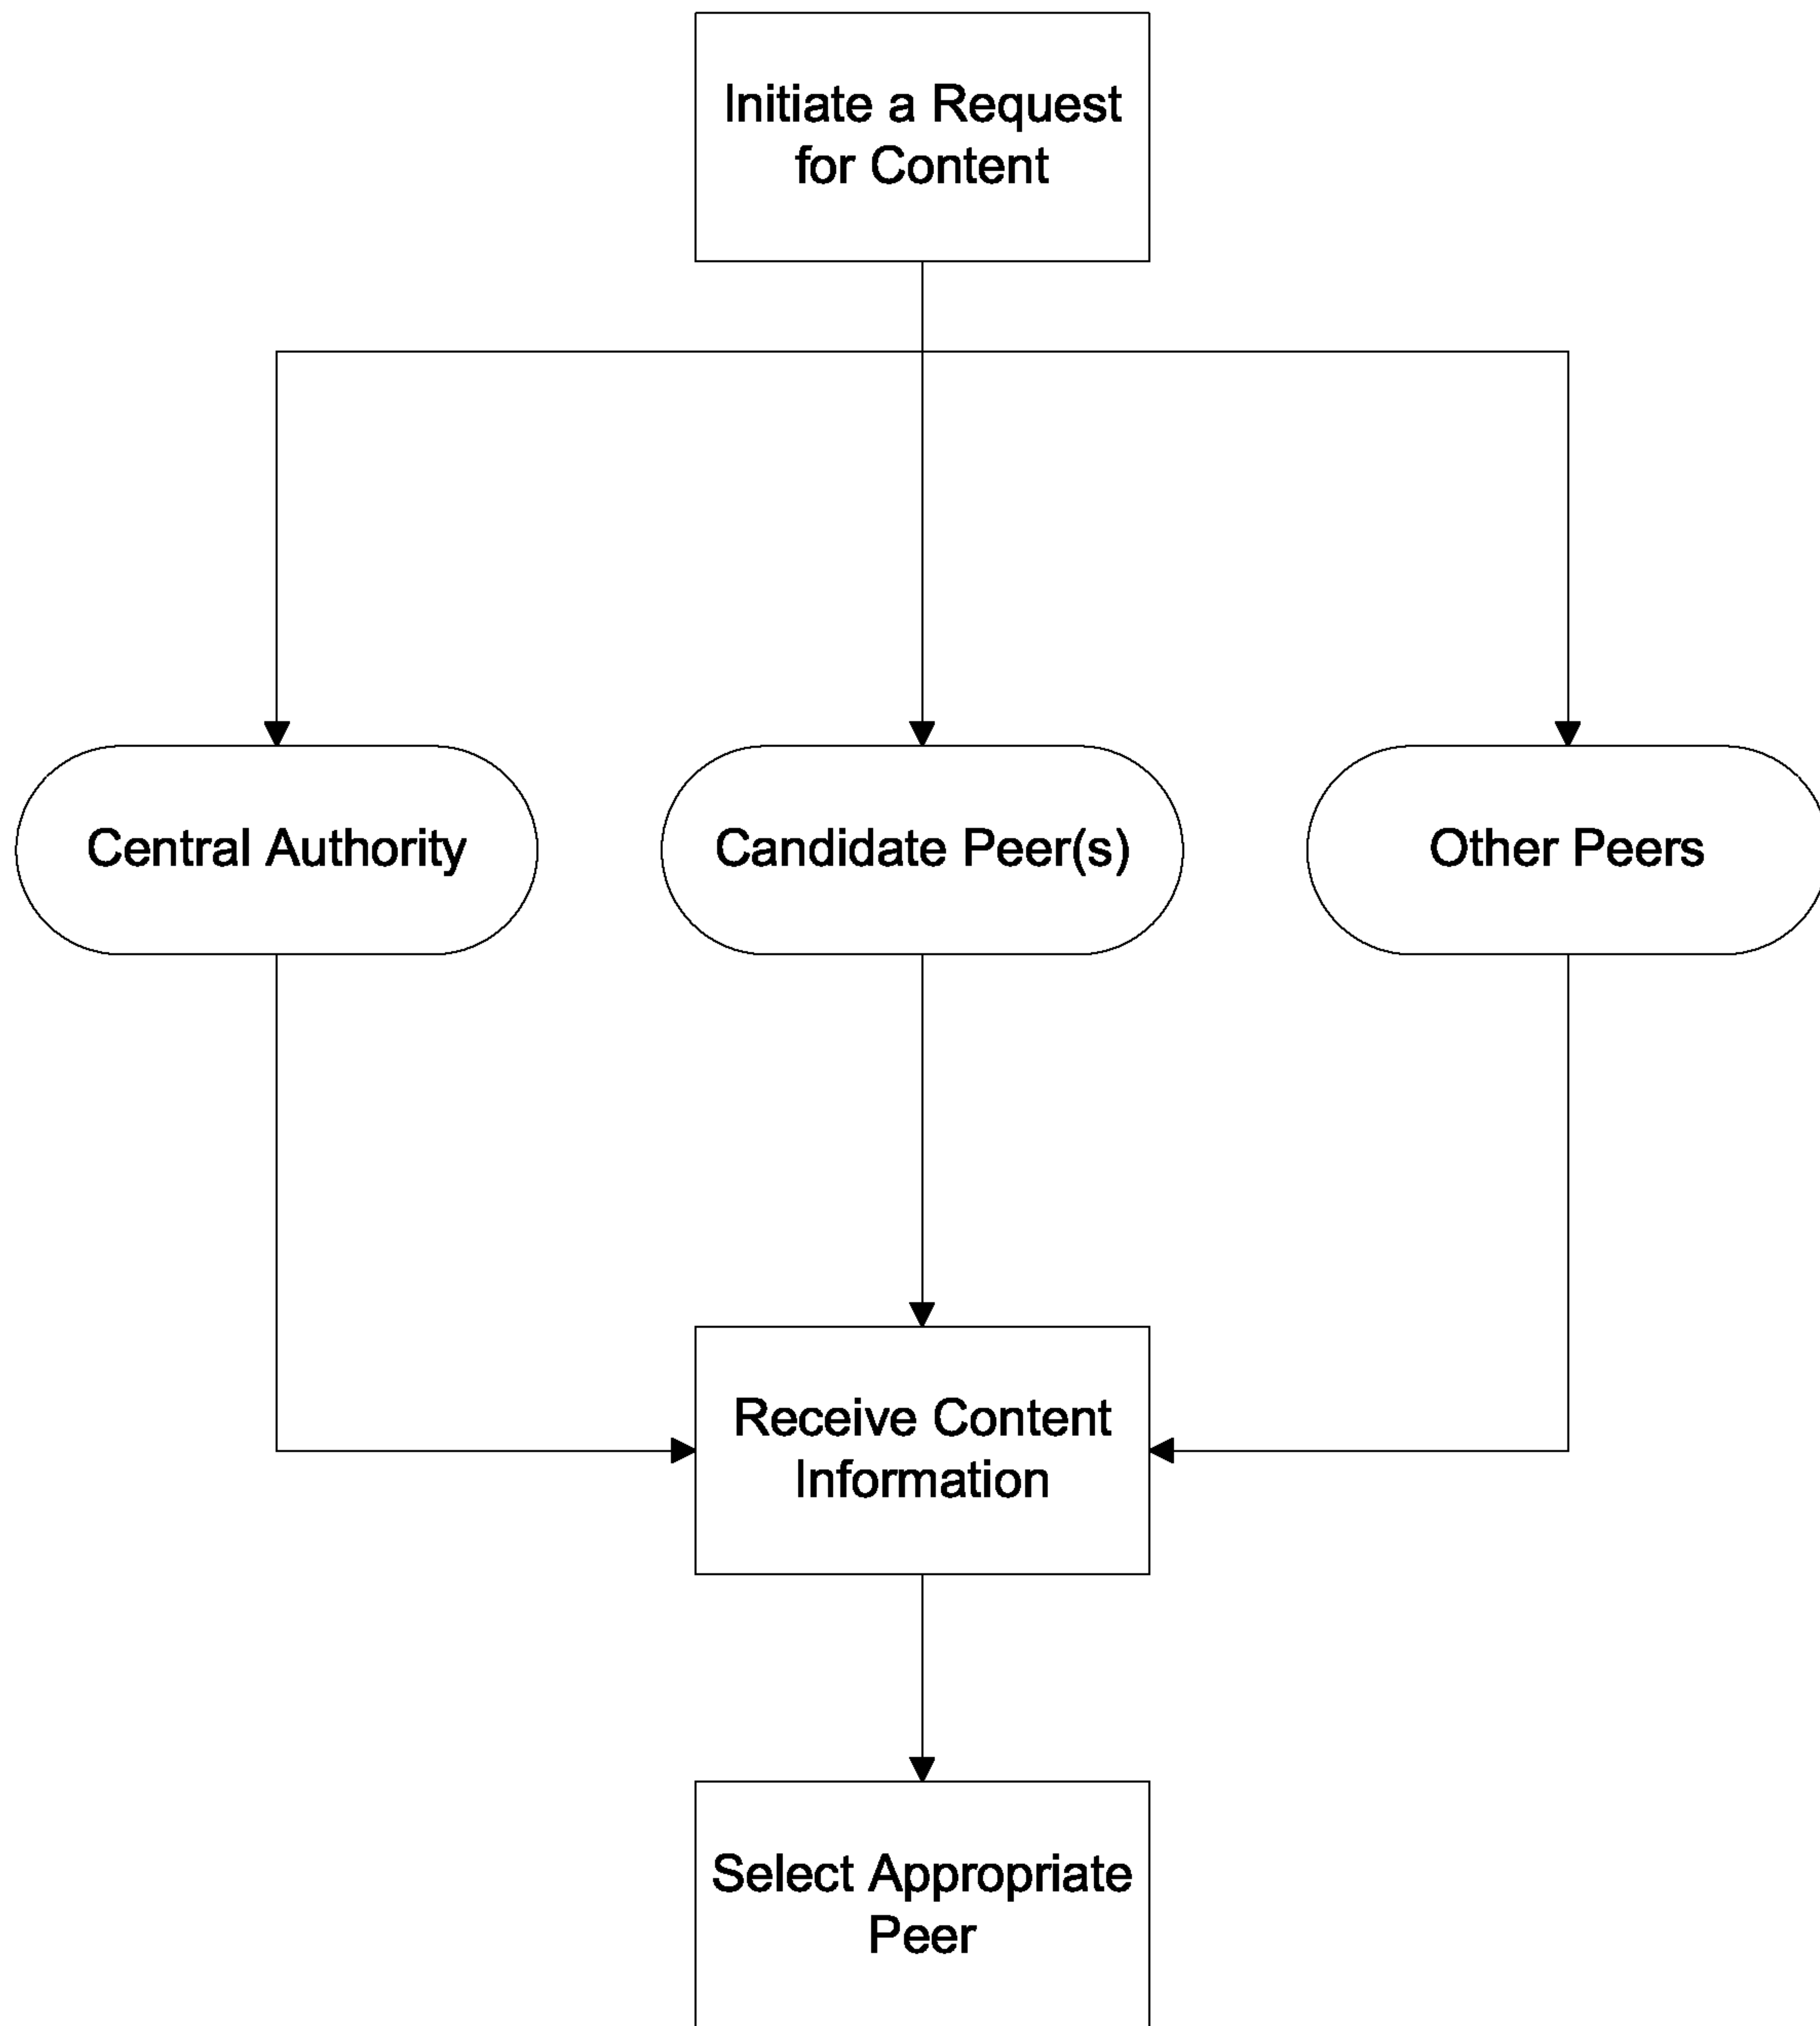 Initiate a Request
for Content
Central Authority
Candidate Peer(s)
Other Peers
Receive Content
Information
Select Appropriate
Peer